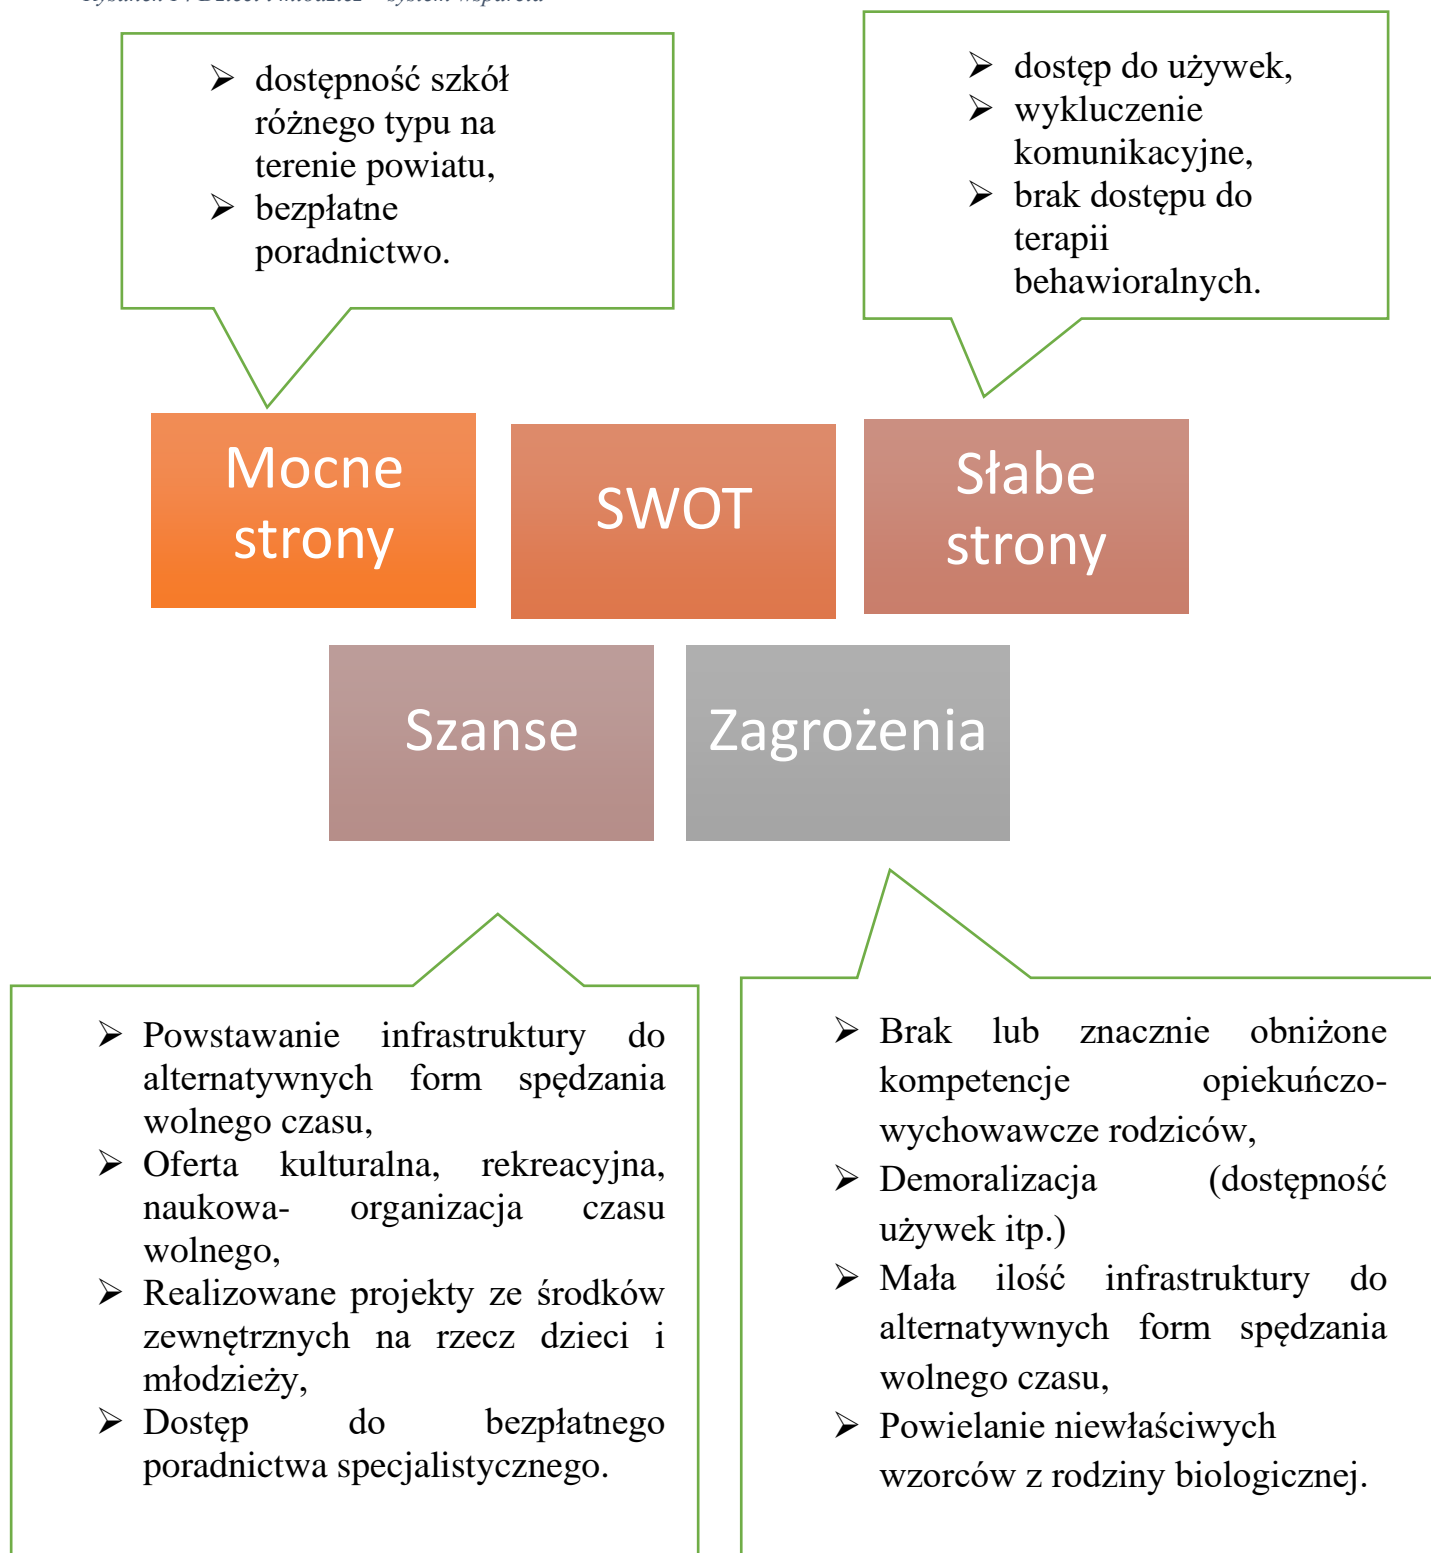 dostępność szkół
różnego typu na
terenie powiatu,
bezpłatne
poradnictwo.
dostęp do używek,
wykluczenie
komunikacyjne,
brak dostępu do
terapii
behawioralnych.
Mocne
strony
SWOT
Słabe
strony
Szanse
Zagrożenia
Powstawanie infrastruktury do
alternatywnych form spędzania
wolnego czasu,
Oferta kulturalna, rekreacyjna,
naukowa- organizacja czasu
wolnego,
Realizowane projekty ze środków
zewnętrznych na rzecz dzieci i
młodzieży,
Dostęp do bezpłatnego
poradnictwa specjalistycznego.
Brak lub znacznie obniżone
kompetencje opiekuńczo-
wychowawcze rodziców,
Demoralizacja (dostępność
używek itp.)
Mała ilość infrastruktury do
alternatywnych form spędzania
wolnego czasu,
Powielanie niewłaściwych
wzorców z rodziny biologicznej.